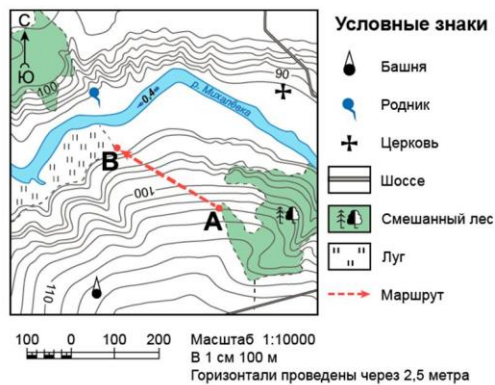 С
Ю
100
0,4
р. Михалёвка
90
В
100
А
110
Условные знаки
Башня
Родник
Церковь
Шоссе
Смешанный лес
Луг
Маршрут
100 0 100 200
Масштаб 1:10000
В 1 см 100 м
Горизонтали проведены через 2,5 метра